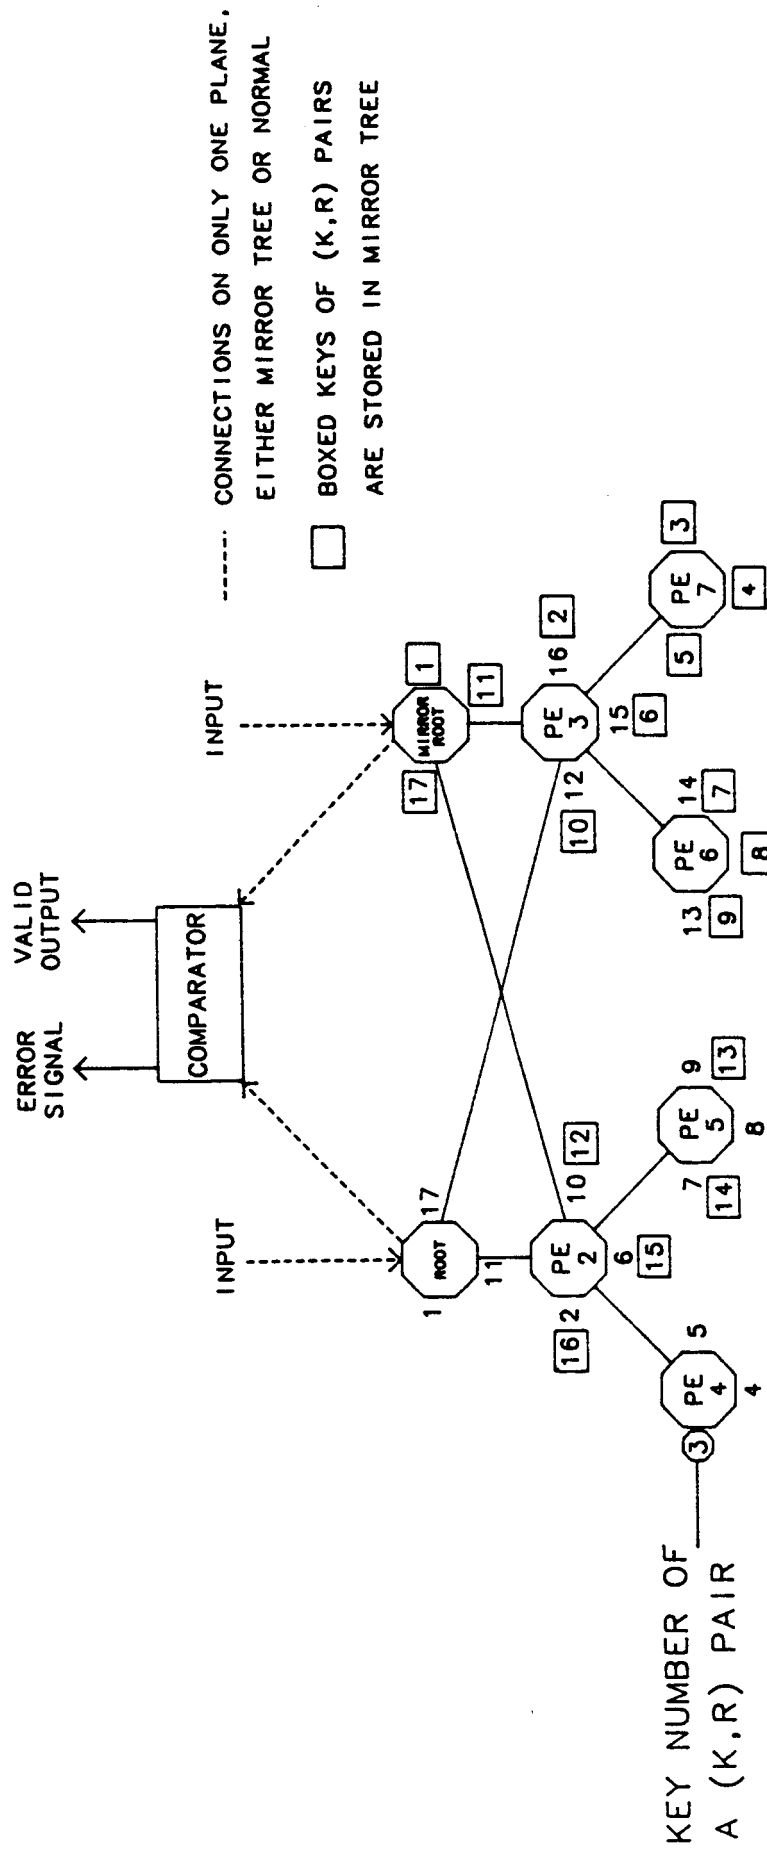 ERROR
SIGNAL
VALID
OUTPUT
COMPARATOR
INPUT
INPUT
----- CONNECTIONS ON ONLY ONE PLANE,
EITHER MIRROR TREE OR NORMAL
BOXED KEYS OF (K,R) PAIRS
ARE STORED IN MIRROR TREE
1
ROOT
17
11
17
MIRROR
ROOT
1
11
16
2
PE
2
10
12
6
15
10
12
PE
3
16
2
15
6
3
PE
4
5
4
7
14
PE
5
9
13
8
13
9
PE
6
14
7
8
5
PE
7
3
4
KEY NUMBER OF
A (K,R) PAIR